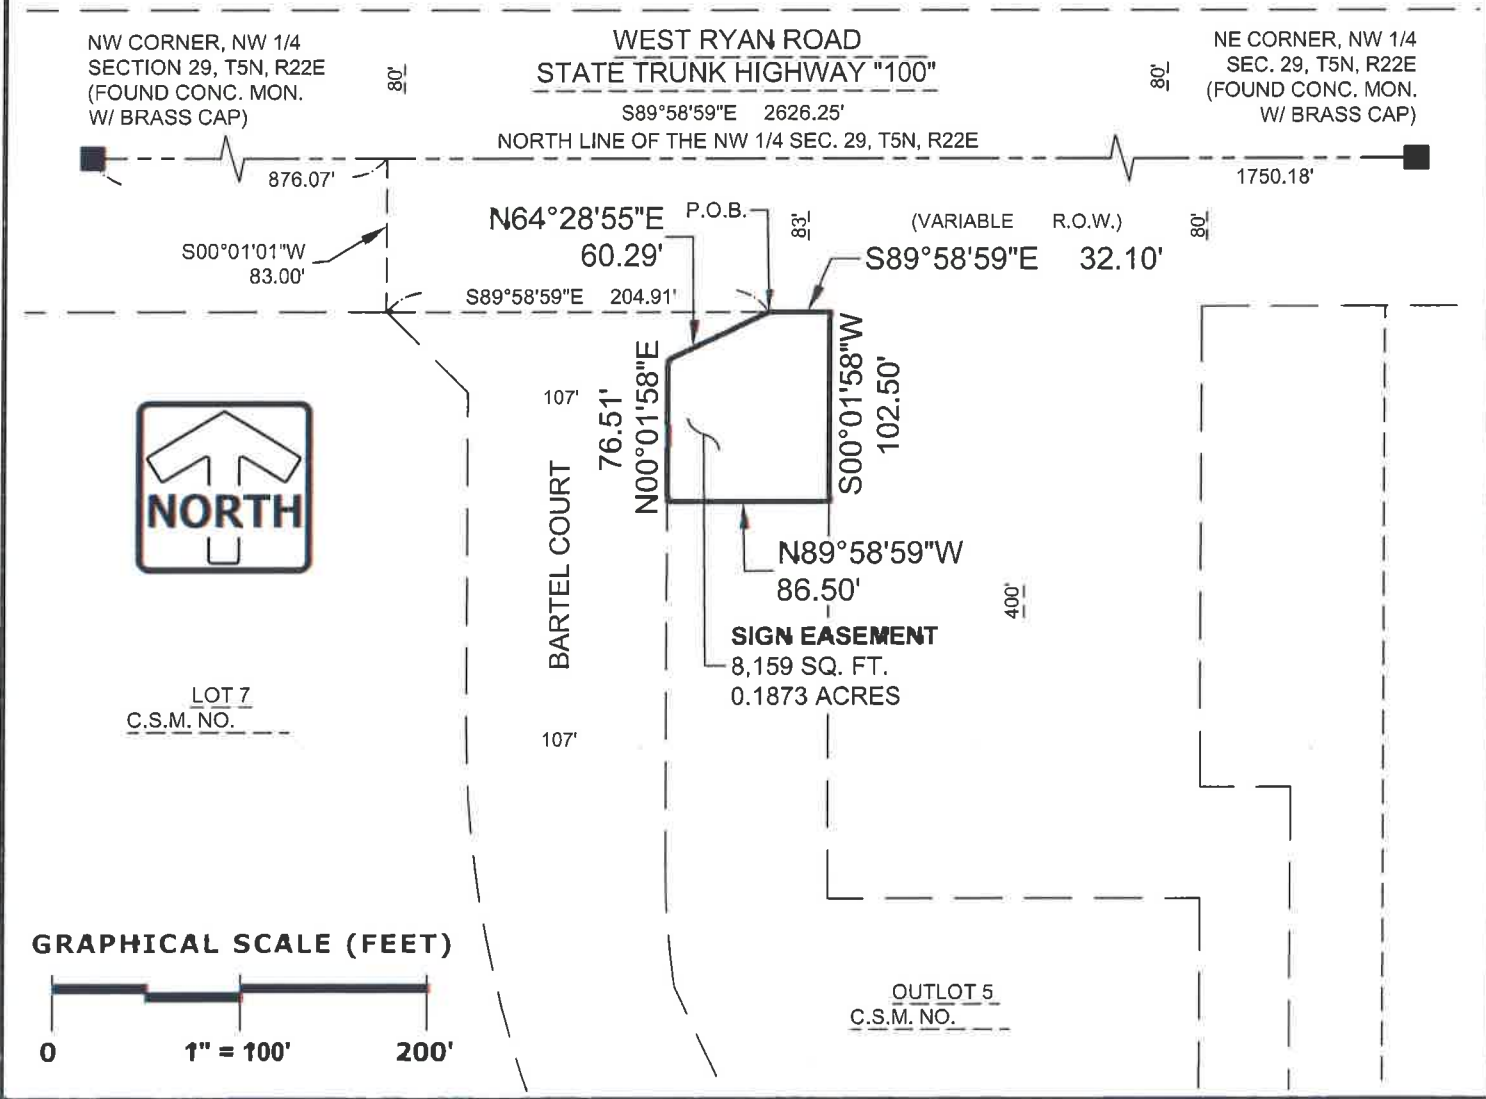 NW CORNER, NW 1/4
SECTION 29, T5N, R22E
(FOUND CONC. MON.
W/ BRASS CAP)
80'
WEST RYAN ROAD
STATE TRUNK HIGHWAY "100"
S89°58'59"E 2626.25'
NORTH LINE OF THE NW 1/4 SEC. 29, T5N, R22E
80'
NE CORNER, NW 1/4
SEC. 29, T5N, R22E
(FOUND CONC. MON.
W/ BRASS CAP)
876.07'
1750.18'
S00°01'01"W
83.00'
N64°28'55"E
60.29'
P.O.B.
83'
(VARIABLE R.O.W.)
80'
S89°58'59"E 32.10'
S89°58'59"E 204.91'
107'
76.51'
N00°01'58"E
S00°01'58"W
102.50'
NORTH
BARTEL COURT
N89°58'59"W
86.50'
400'
SIGN EASEMENT
8,159 SQ. FT.
0.1873 ACRES
LOT 7
C.S.M. NO.
107'
GRAPHICAL SCALE (FEET)
0 1" = 100' 200'
OUTLOT 5
C.S.M. NO.